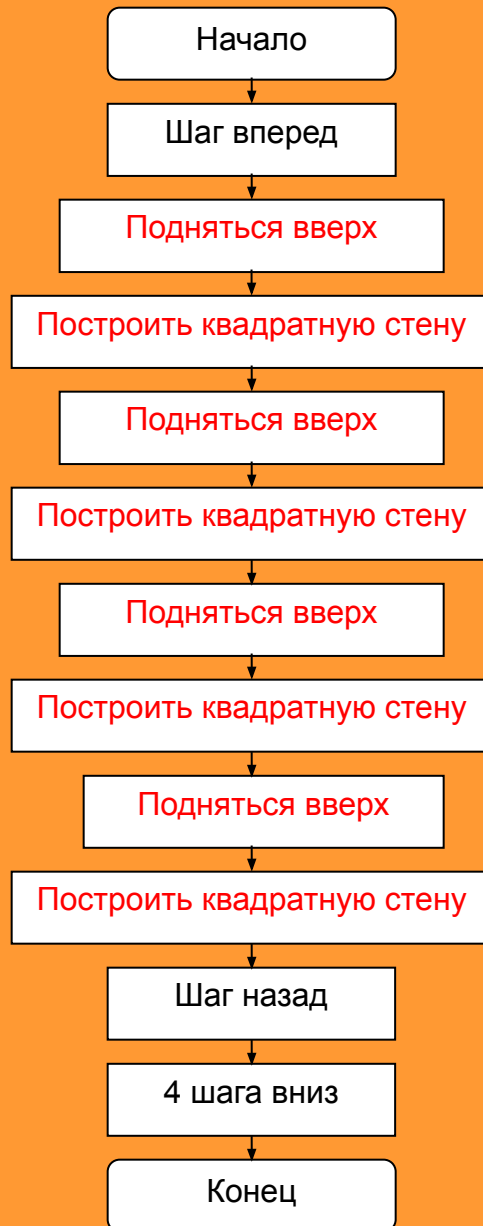 Начало
Шаг вперед
Подняться вверх
Построить квадратную стену
Подняться вверх
Построить квадратную стену
Подняться вверх
Построить квадратную стену
Подняться вверх
Построить квадратную стену
Шаг назад
4 шага вниз
Конец